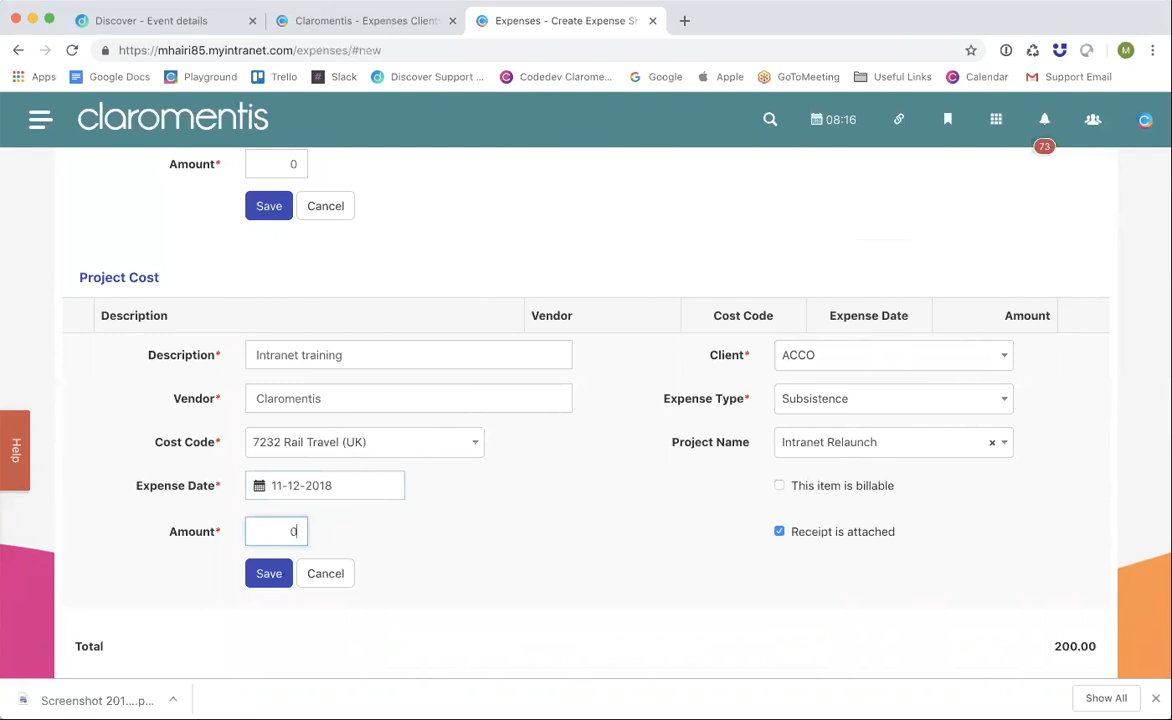 Discover - Event details
Claromentis - Expenses Client
Expenses - Create Expense Sh
https://mhairi85.myintranet.com/expenses/#new
M
Apps
Google Docs
Playground
Trello
Slack
Discover Support ...
Codedev Clarome...
Google
Apple
GoToMeeting
Useful Links
Calendar
Support Email
claromentis
08:16
73
Amount* 0
Save Cancel
Project Cost
Description Vendor Cost Code Expense Date Amount
Description* Intranet training Client* ACCO
Vendor* Claromentis Expense Type* Subsistence
Cost Code* 7232 Rail Travel (UK) Project Name Intranet Relaunch
Expense Date* 11-12-2018 This item is billable
Amount* 0 Receipt is attached
Save Cancel
Help
Total 200.00
Screenshot 201....p... Show All